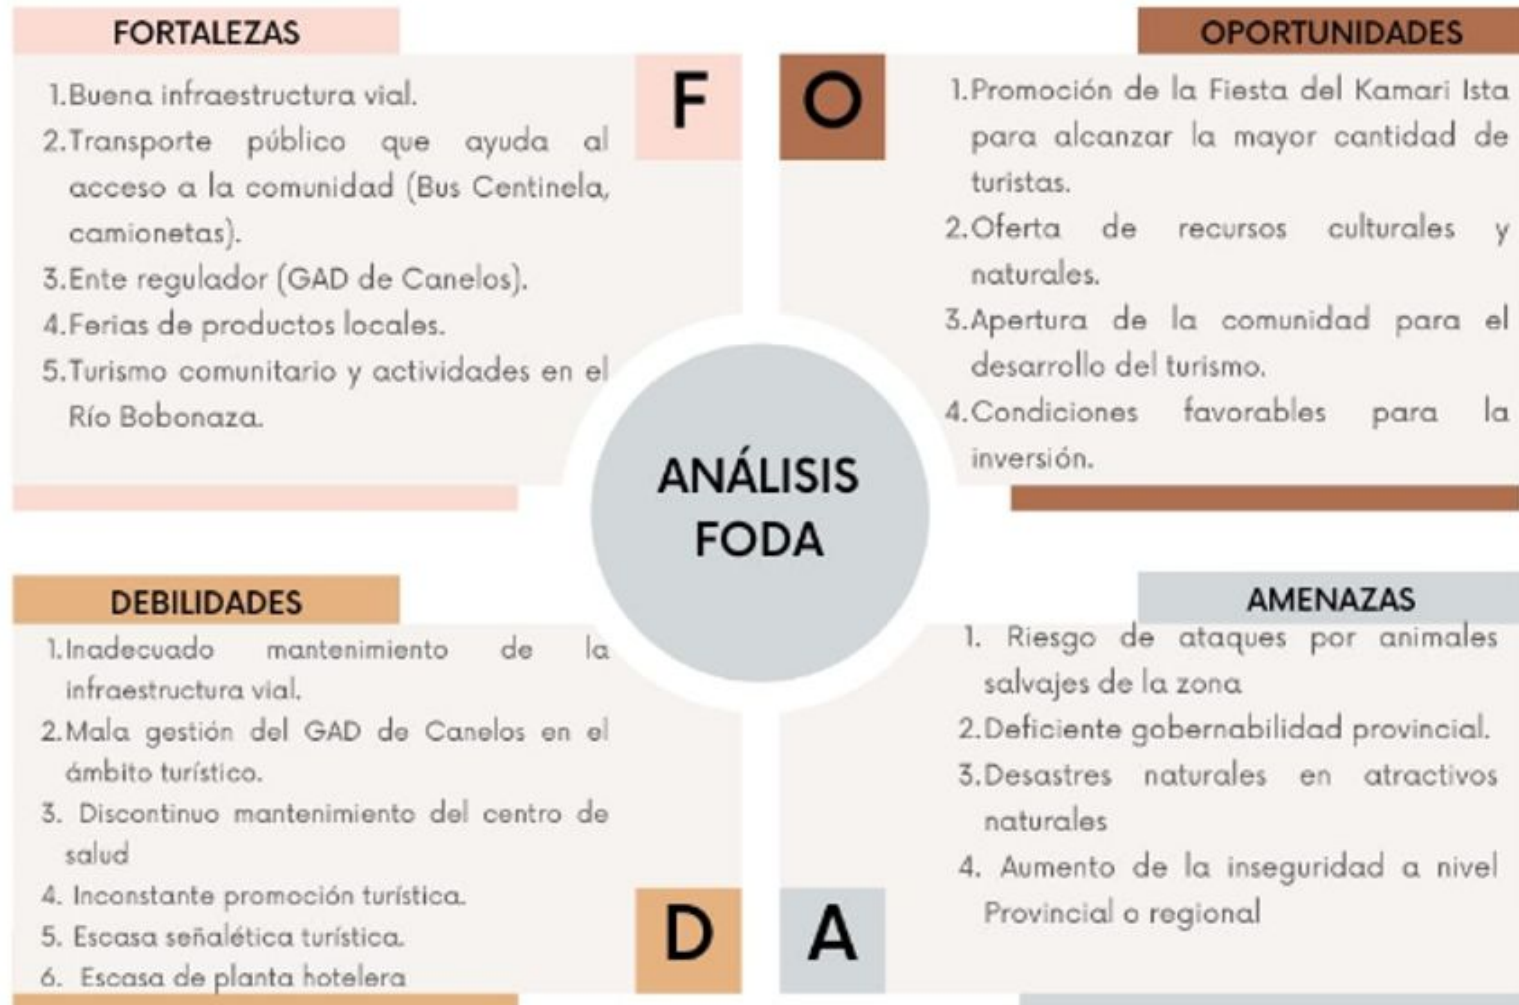 FORTALEZAS
1.Buena infraestructura vial.
2.Transporte público que ayuda al
acceso a la comunidad (Bus Centinela,
camionetas).
3.Ente regulador (GAD de Canelos).
4.Ferias de productos locales.
5.Turismo comunitario y actividades en el
Río Bobonaza.
F
O
OPORTUNIDADES
1.Promoción de la Fiesta del Kamari Ista
para alcanzar la mayor cantidad de
turistas.
2.Oferta de recursos culturales y
naturales.
3.Apertura de la comunidad para el
desarrollo del turismo.
4.Condiciones favorables para la
inversión.
ANÁLISIS
FODA
DEBILIDADES
1.Inadecuado mantenimiento de la
infraestructura vial.
2.Mala gestión del GAD de Canelos en el
ámbito turístico.
3. Discontinuo mantenimiento del centro de
salud
4. Inconstante promoción turística.
5. Escasa señalética turística.
6. Escasa de planta hotelera
D
A
AMENAZAS
1. Riesgo de ataques por animales
salvajes de la zona
2.Deficiente gobernabilidad provincial.
3.Desastres naturales en atractivos
naturales
4. Aumento de la inseguridad a nivel
Provincial o regional